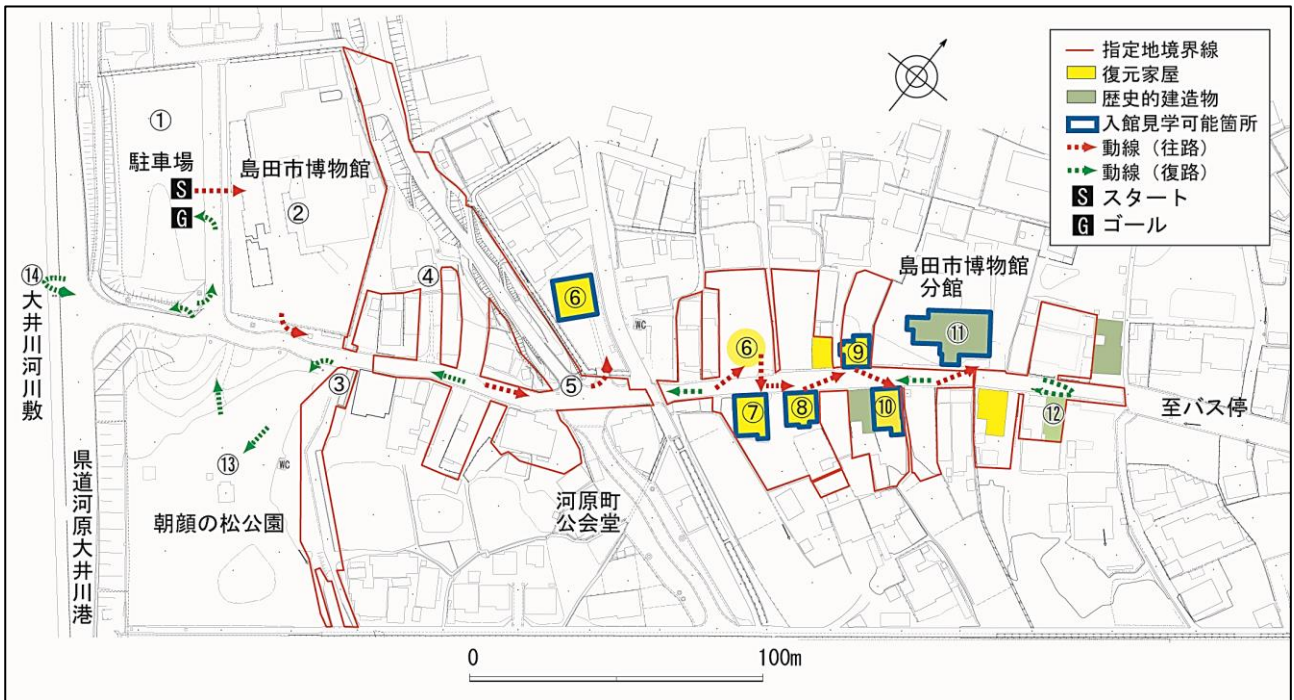 指定地境界線
復元家屋
歴史的建造物
入館見学可能箇所
動線（往路）
動線（復路）
S スタート
G ゴール
①
駐車場
S
G
島田市博物館
②
③
④
⑤
⑥
WC
⑥
⑦
⑧
⑨
⑩
島田市博物館
分館
⑪
⑫
至バス停
⑬
WC
朝顔の松公園
河原町
公会堂
⑭
大井川河川敷
県道河原大井川港
0 100m